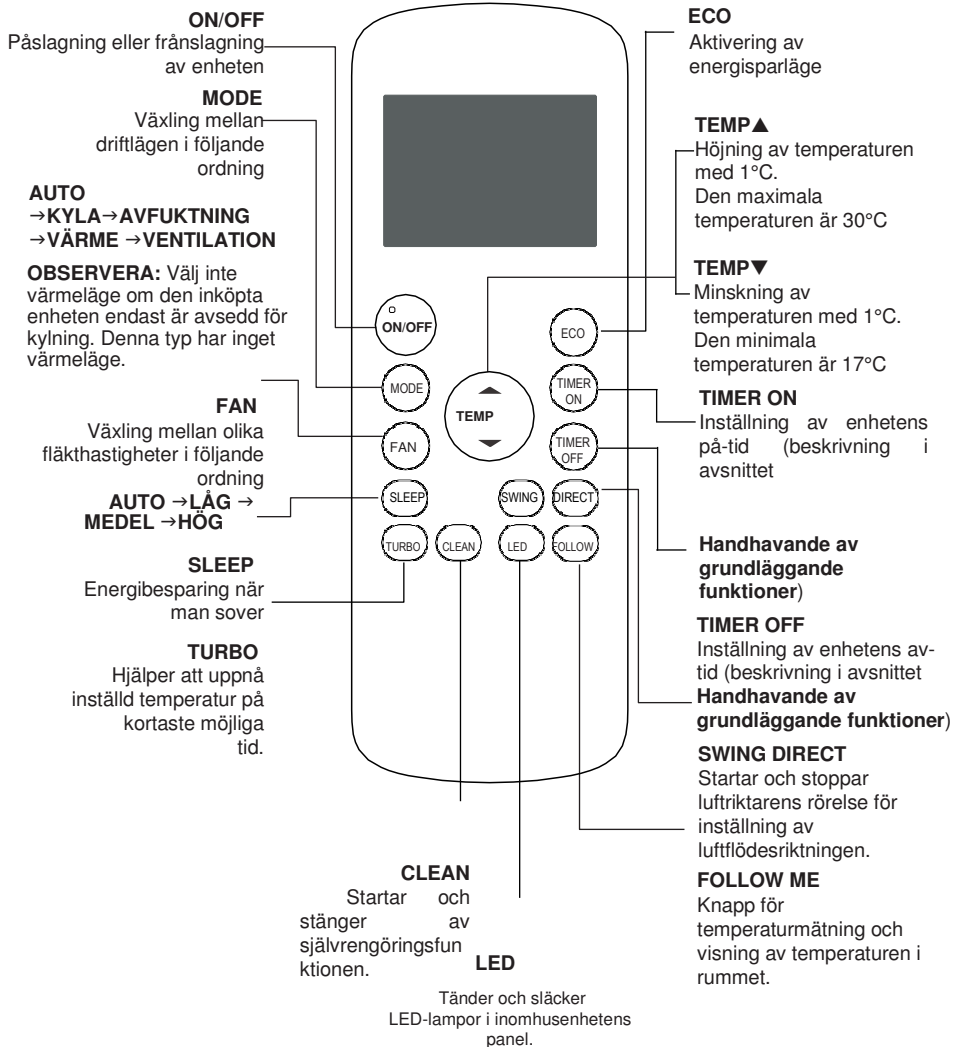 ON/OFF
Påslagning eller frånslagning
av enheten
MODE
Växling mellan
driftlägen i följande
ordning
AUTO
→KYLA→AVFUKTNING
→VÄRME →VENTILATION
OBSERVERA: Välj inte
värmeläge om den inköpta
enheten endast är avsedd för
kylning. Denna typ har inget
värmeläge.
FAN
Växling mellan olika
fläkthastigheter i följande
ordning
AUTO →LÅG →
MEDEL →HÖG
SLEEP
Energibesparing när
man sover
TURBO
Hjälper att uppnå
inställd temperatur på
kortaste möjliga
tid.
ON/OFF
MODE
FAN
SLEEP
TURBO
CLEAN
TEMP
ECO
TIMER
ON
TIMER
OFF
SWING
DIRECT
LED
FOLLOW
CLEAN
Startar och
stänger av
självrengöringsfun
ktionen.
LED
Tänder och släcker
LED-lampor i inomhusenhetens
panel.
ECO
Aktivering av
energisparläge
TEMP▲
Höjning av temperaturen
med 1°C.
Den maximala
temperaturen är 30°C
TEMP▼
Minskning av
temperaturen med 1°C.
Den minimala
temperaturen är 17°C
TIMER ON
Inställning av enhetens
på-tid (beskrivning i
avsnittet
Handhavande av
grundläggande
funktioner)
TIMER OFF
Inställning av enhetens av-
tid (beskrivning i avsnittet
Handhavande av
grundläggande funktioner)
SWING DIRECT
Startar och stoppar
luftriktarens rörelse för
inställning av
luftflödesriktningen.
FOLLOW ME
Knapp för
temperaturmätning och
visning av temperaturen i
rummet.